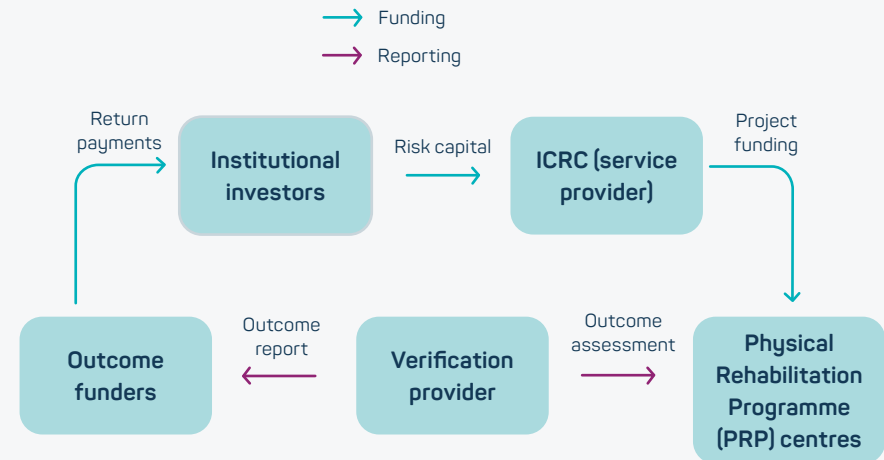 Funding
Reporting
Return
payments
Institutional
investors
Risk capital
ICRC (service
provider)
Project
funding
Outcome
funders
Outcome
report
Verification
provider
Outcome
assessment
Physical
Rehabilitation
Programme
(PRP) centres